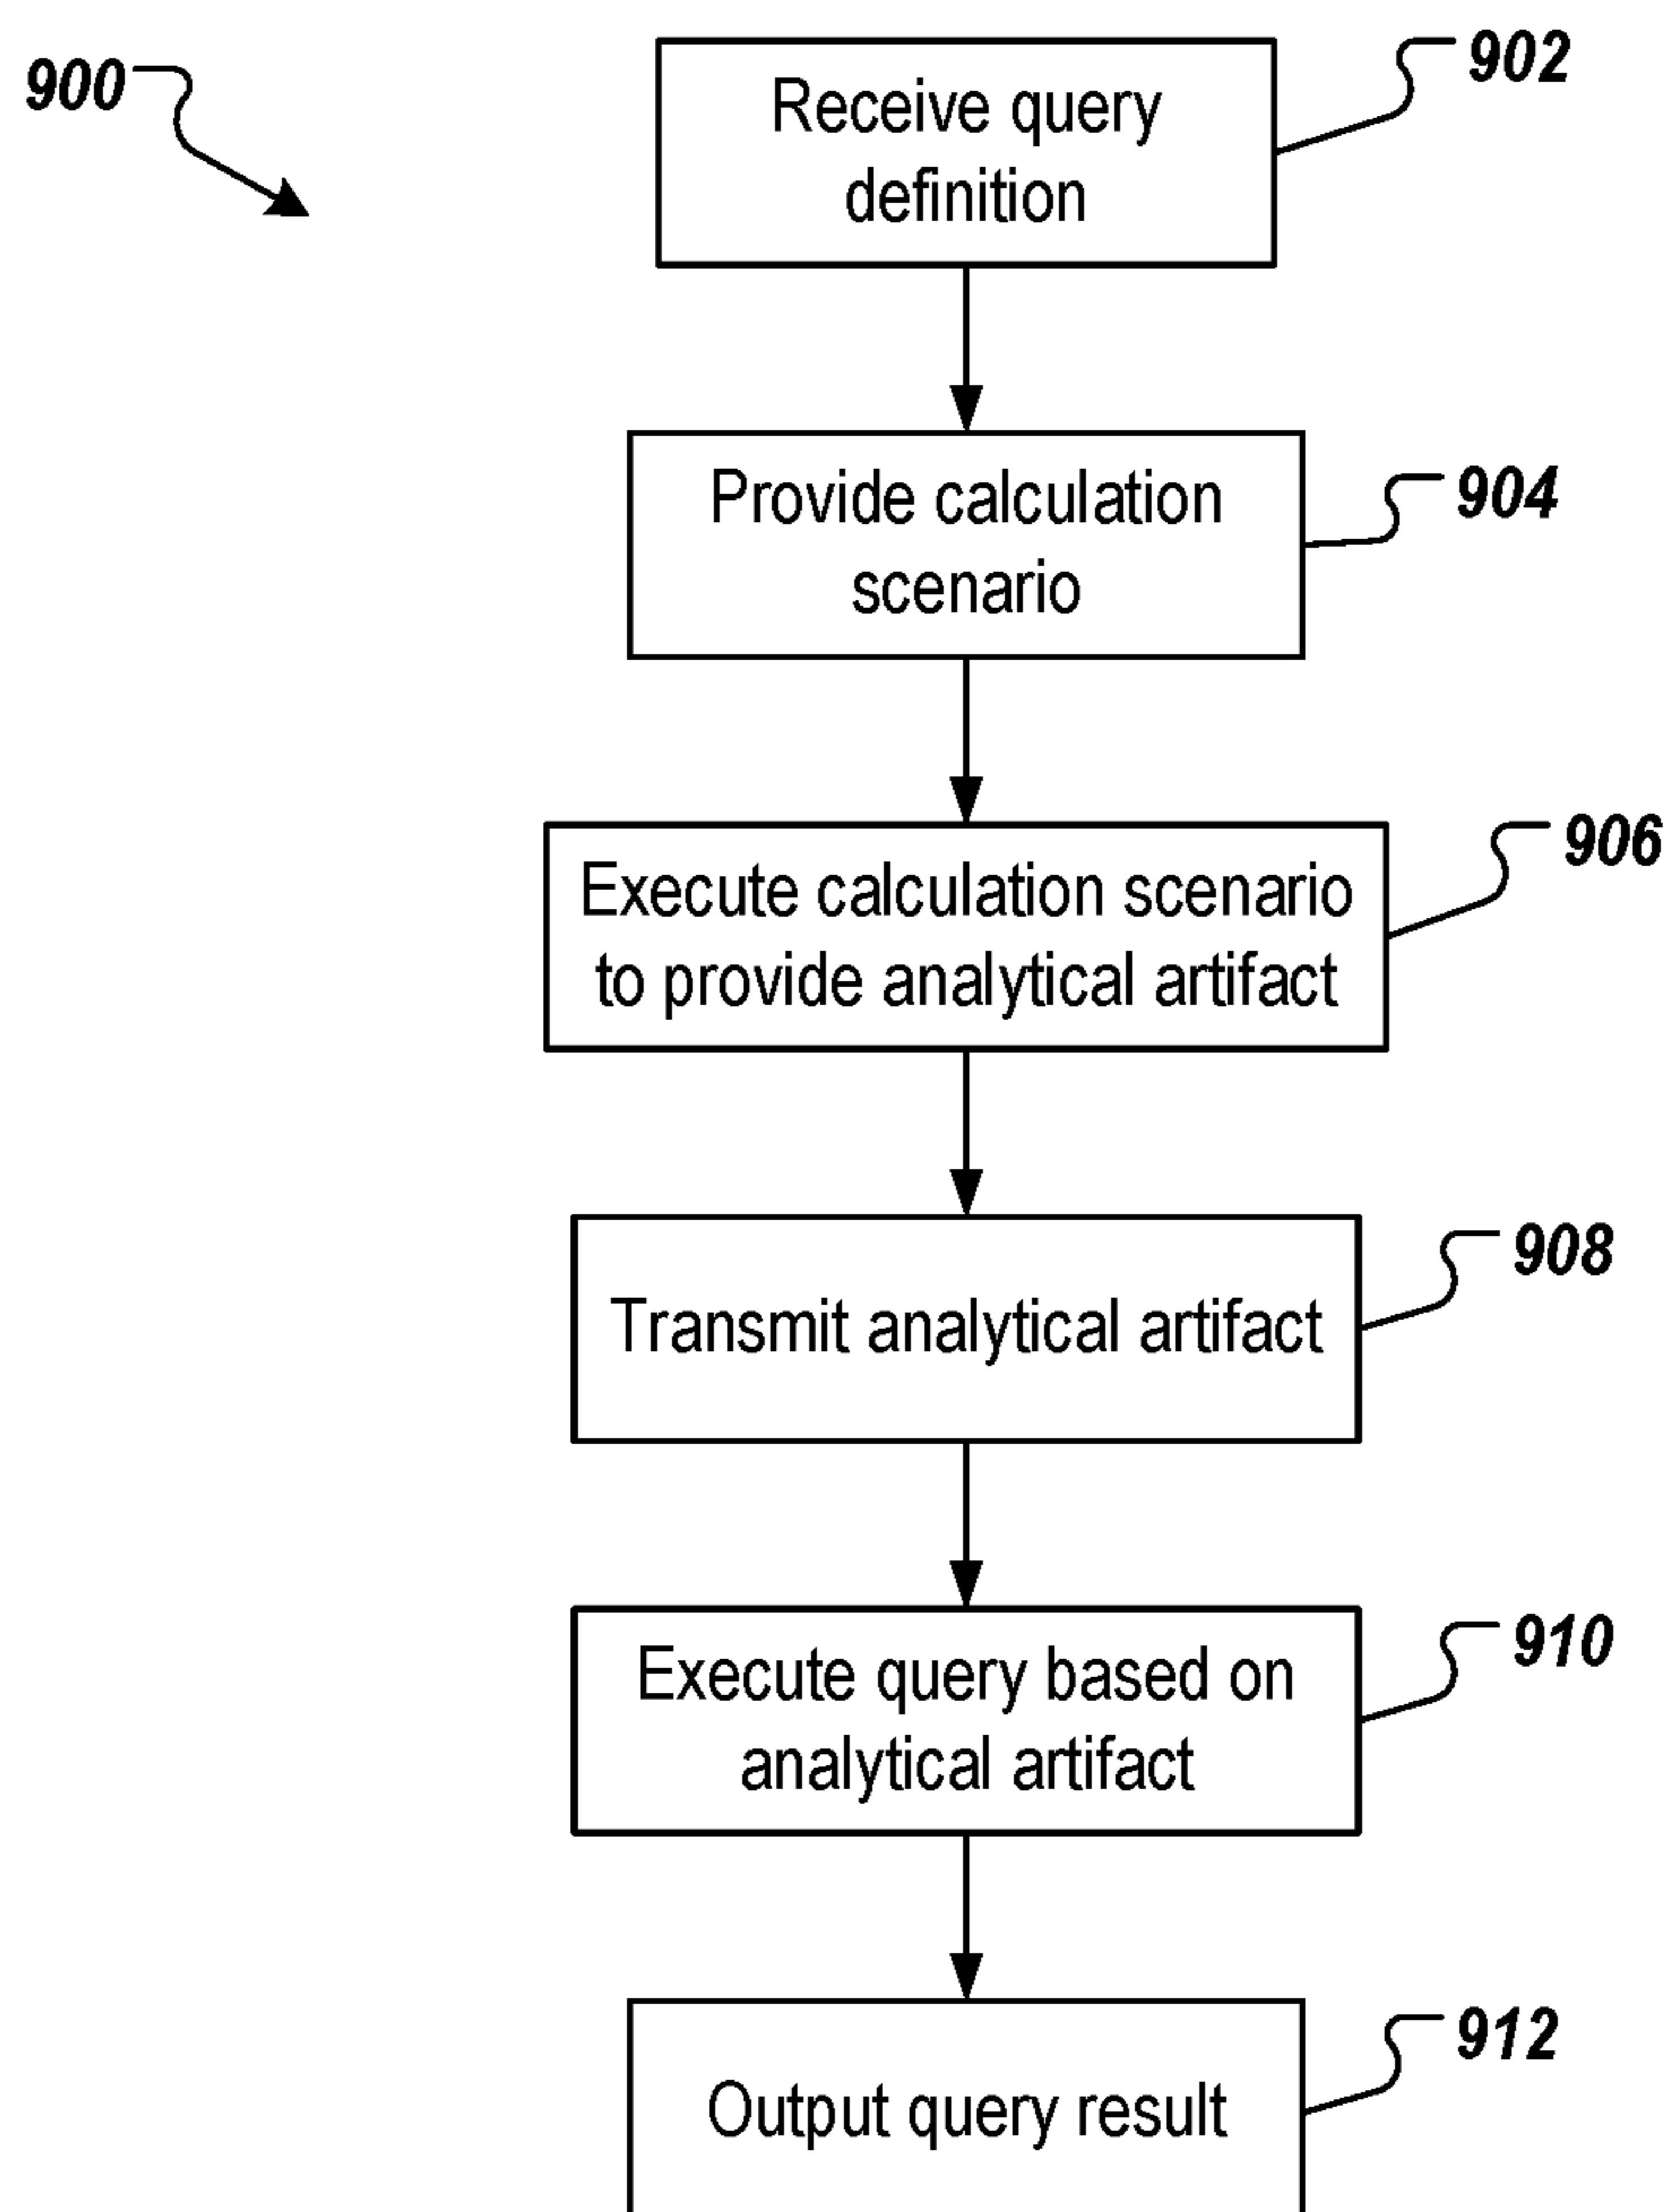 900
902
Receive query
definition
904
Provide calculation
scenario
906
Execute calculation scenario
to provide analytical artifact
908
Transmit analytical artifact
910
Execute query based on
analytical artifact
912
Output query result